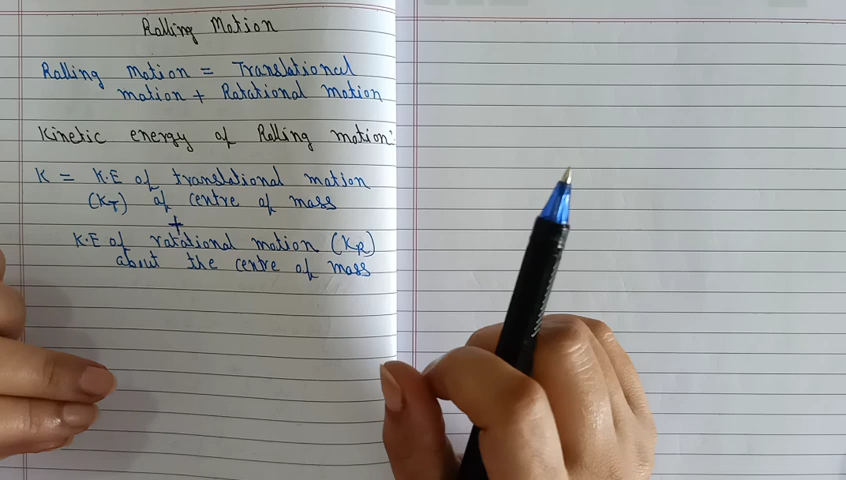 Rolling Motion
Rolling Motion = Translational
motion + Rotational motion
Kinetic energy of Rolling motion:
K = K.E of translational motion
(KT) of centre of mass
+
K.E of rotational motion (KR)
about the centre of mass